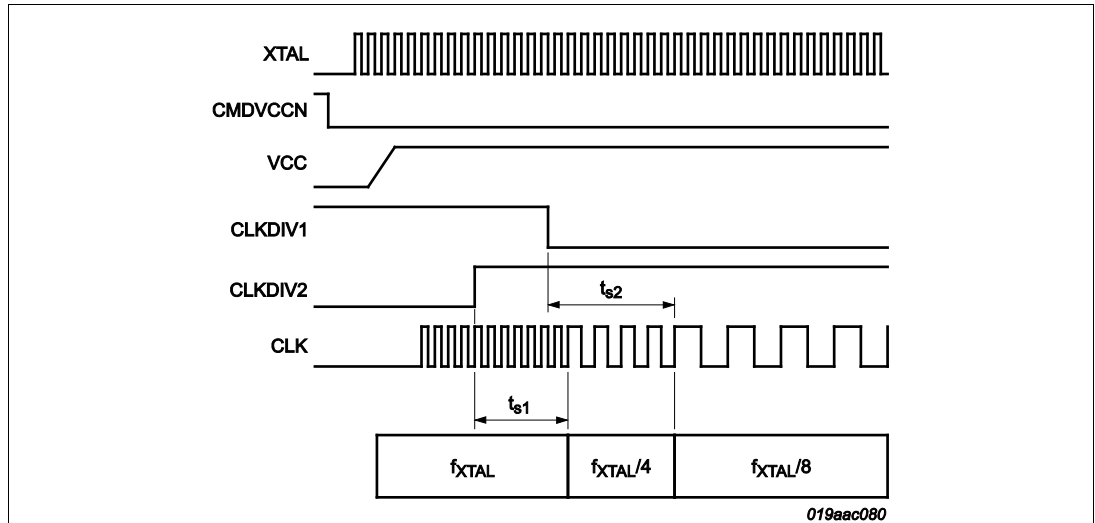 XTAL
CMDVCCN
VCC
CLKDIV1
CLKDIV2
ts2
CLK
ts1
fXTAL
fXTAL/4
fXTAL/8
019aac080